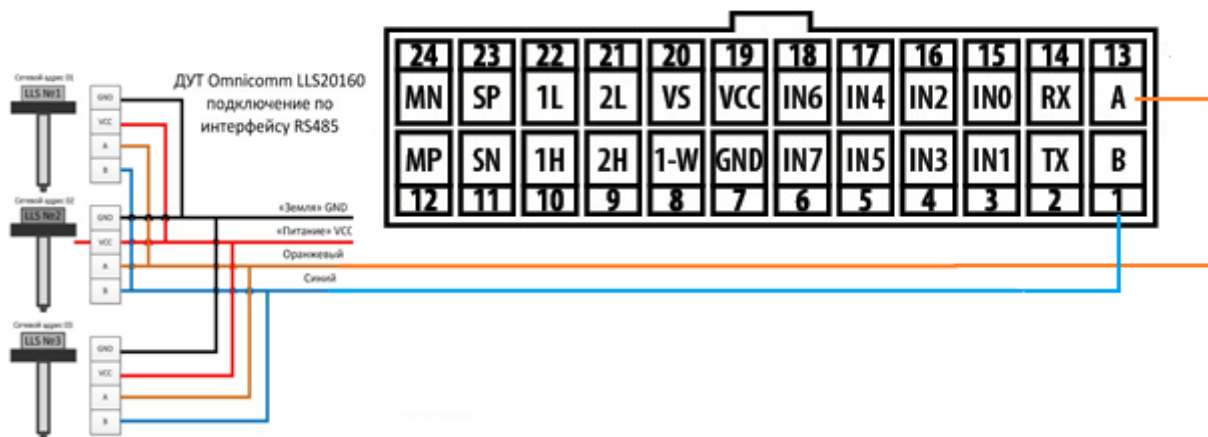 Сетевой адрес 01
LLS №1
GND
VCC
A
B
ДУТ Omnicomm LLS20160
подключение по
интерфейсу RS485
Сетевой адрес 02
LLS №2
GND
VCC
A
B
«Земля» GND
«Питание» VCC
Оранжевый
Синий
Сетевой адрес 03
LLS №3
GND
VCC
A
B
24 23 22 21 20 19 18 17 16 15 14 13
MN SP 1L 2L VS VCC IN6 IN4 IN2 IN0 RX A
MP SN 1H 2H 1-W GND IN7 IN5 IN3 IN1 TX B
12 11 10 9 8 7 6 5 4 3 2 1